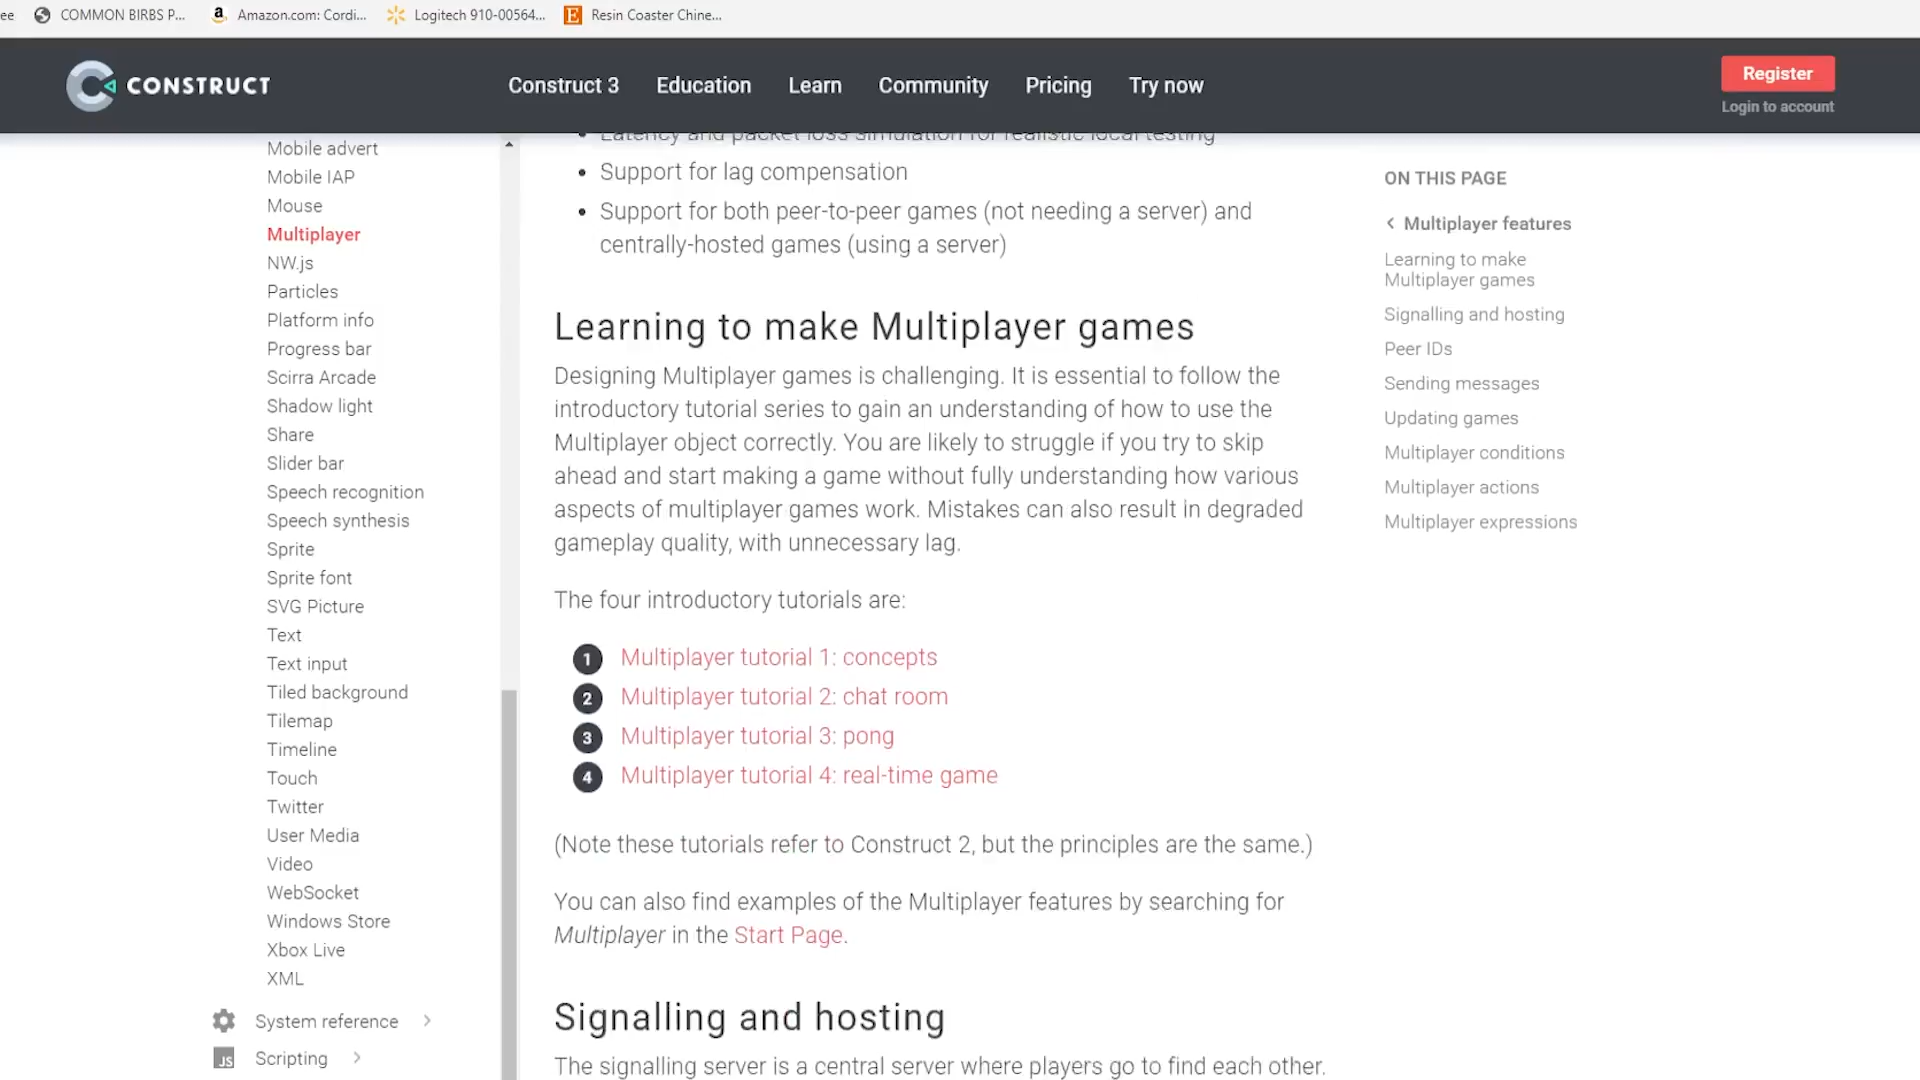 ee
COMMON BIRBS P...
Amazon.com: Cordi...
Logitech 910-00564...
E
Resin Coaster Chine...
CONSTRUCT
Construct 3
Education
Learn
Community
Pricing
Try now
Register
Login to account
Mobile advert
Mobile IAP
Mouse
Multiplayer
NW.js
Particles
Platform info
Progress bar
Scirra Arcade
Shadow light
Share
Slider bar
Speech recognition
Speech synthesis
Sprite
Sprite font
SVG Picture
Text
Text input
Tiled background
Tilemap
Timeline
Touch
Twitter
User Media
Video
WebSocket
Windows Store
Xbox Live
XML
System reference
JS
Scripting
Latency and packet loss simulation for realistic local testing
• Support for lag compensation
• Support for both peer-to-peer games (not needing a server) and
centrally-hosted games (using a server)
Learning to make Multiplayer games
Designing Multiplayer games is challenging. It is essential to follow the
introductory tutorial series to gain an understanding of how to use the
Multiplayer object correctly. You are likely to struggle if you try to skip
ahead and start making a game without fully understanding how various
aspects of multiplayer games work. Mistakes can also result in degraded
gameplay quality, with unnecessary lag.
The four introductory tutorials are:
1 Multiplayer tutorial 1: concepts
2 Multiplayer tutorial 2: chat room
3 Multiplayer tutorial 3: pong
4 Multiplayer tutorial 4: real-time game
(Note these tutorials refer to Construct 2, but the principles are the same.)
You can also find examples of the Multiplayer features by searching for
Multiplayer in the Start Page.
Signalling and hosting
The signalling server is a central server where players go to find each other.
ON THIS PAGE
Multiplayer features
Learning to make
Multiplayer games
Signalling and hosting
Peer IDs
Sending messages
Updating games
Multiplayer conditions
Multiplayer actions
Multiplayer expressions